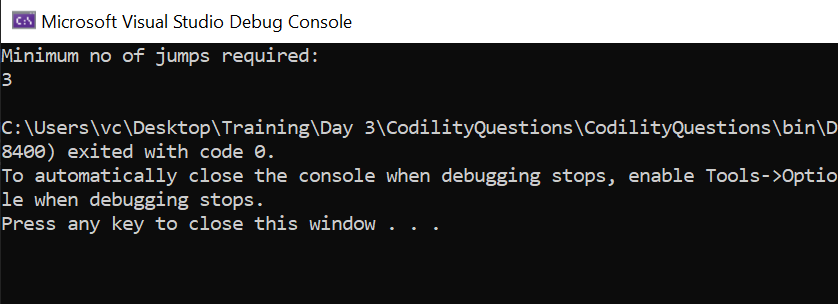 C:\ Microsoft Visual Studio Debug Console
Minimum no of jumps required:
3
C:\Users\vc\Desktop\Training\Day 3\CodilityQuestions\CodilityQuestions\bin\D
8400) exited with code 0.
To automatically close the console when debugging stops, enable Tools->Optio
le when debugging stops.
Press any key to close this window . . .